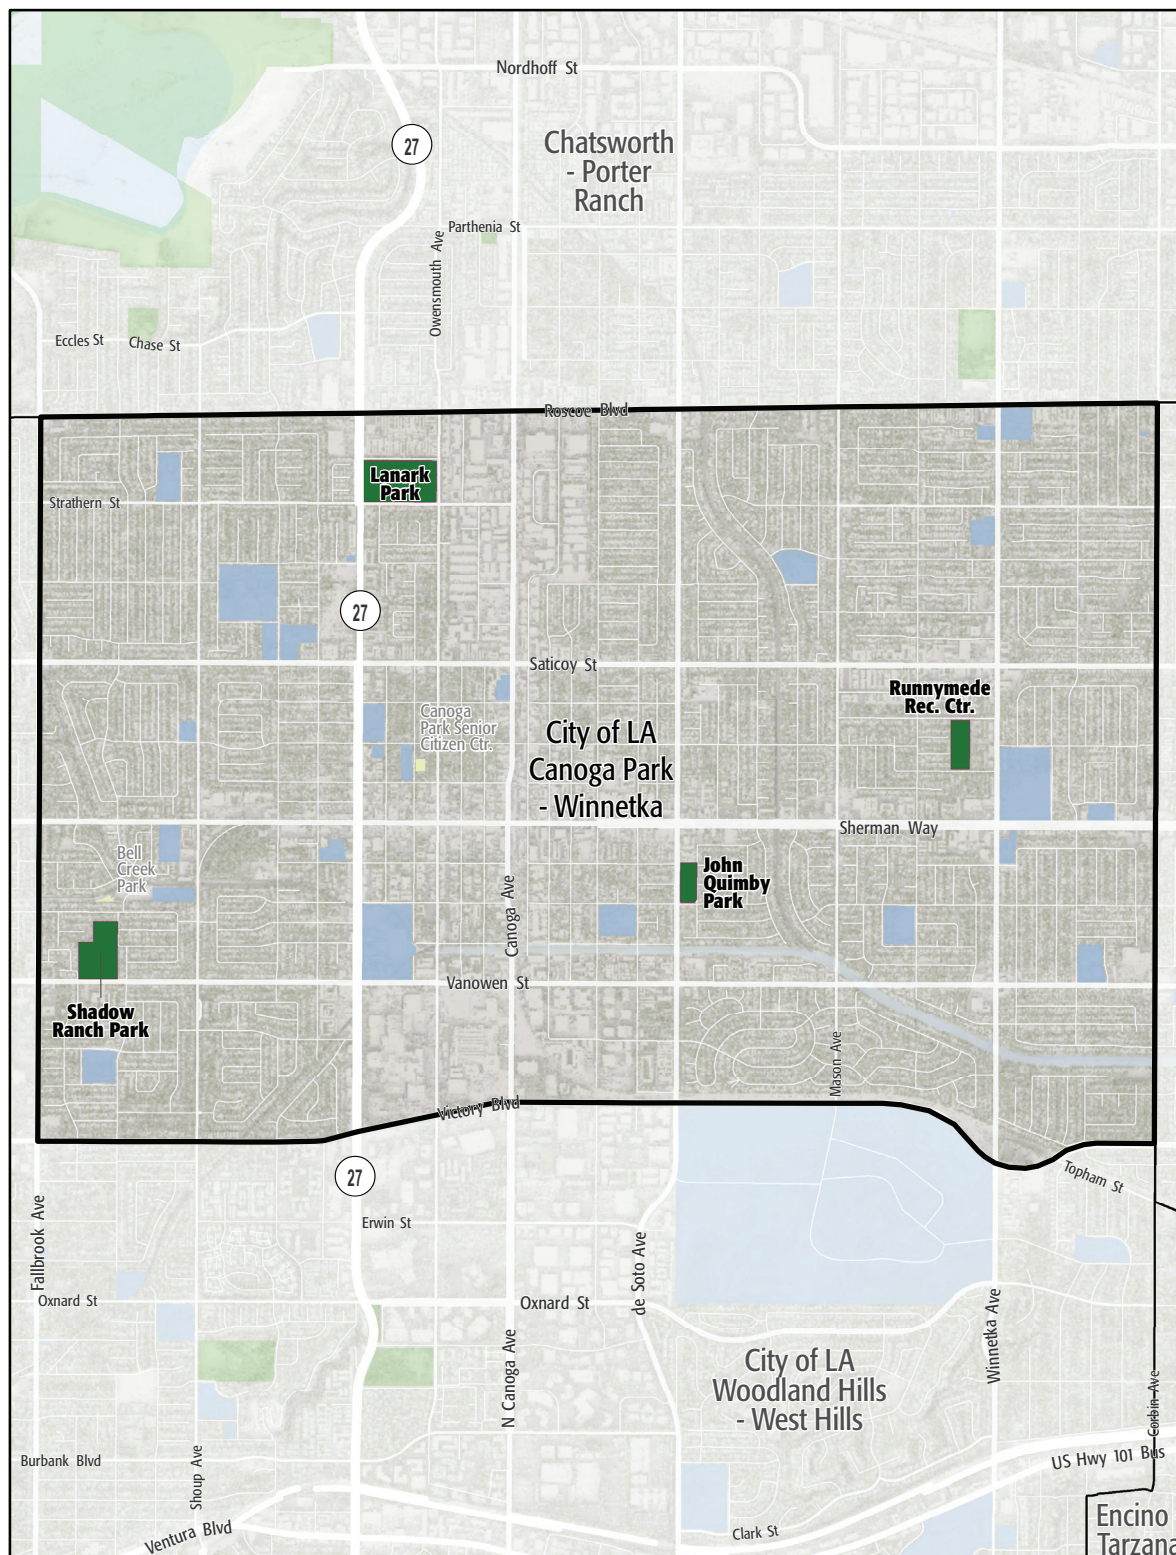 Nordhoff St
27
Chatsworth
- Porter
Ranch
Parthenia St
Owensmouth Ave
Eccles St
Chase St
Roscoe Blvd
Lanark
Park
Strathern St
27
Saticoy St
Runnymede
Rec. Ctr.
Canoga
Park Senior
Citizen Ctr.
City of LA
Canoga Park
- Winnetka
Sherman Way
Bell
Creek
Park
John
Quimby
Park
Canoga Ave
Vanowen St
Shadow
Ranch Park
Mason Ave
Victory Blvd
27
Topham St
Fallbrook Ave
Erwin St
de Soto Ave
Oxnard St
Oxnard St
N Canoga Ave
Winnetka Ave
City of LA
Woodland Hills
- West Hills
Corbin Ave
Burbank Blvd
Shoup Ave
US Hwy 101 Bus
Ventura Blvd
Clark St
Encino
Tarzana